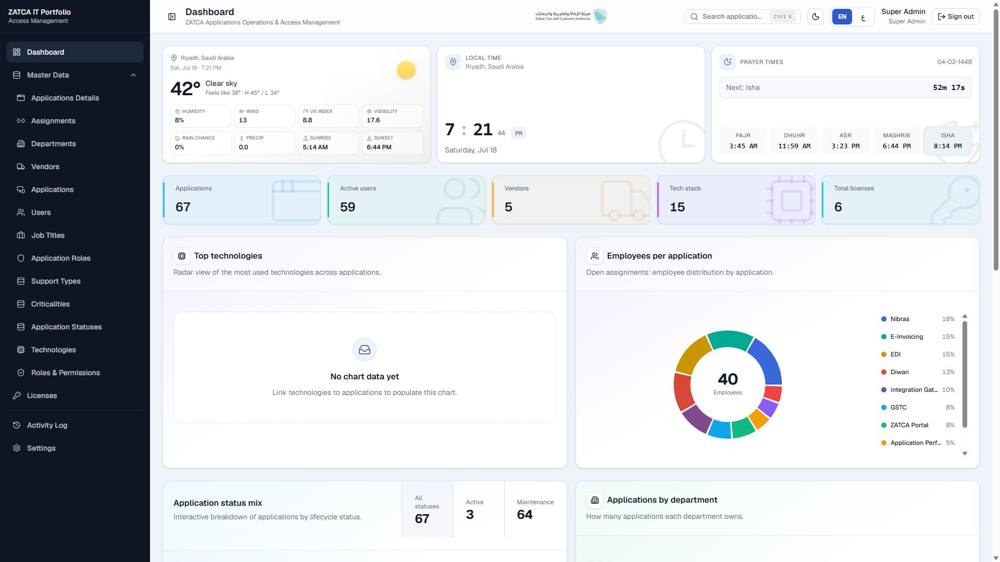 ZATCA IT Portfolio
Access Management
Dashboard
Master Data
Applications Details
Assignments
Departments
Vendors
Applications
Users
Job Titles
Application Roles
Support Types
Criticalities
Application Statuses
Technologies
Roles & Permissions
Licenses
Activity Log
Settings
Dashboard
ZATCA Applications Operations & Access Management
هيئة الزكاة والضريبة والجمارك
Zakat, Tax and Customs Authority
Search applicatio...
Ctrl K
EN
ع
Super Admin
Super Admin
Sign out
Riyadh, Saudi Arabia
Sat, Jul 18 · 7:21 PM
42°
Clear sky
Feels like 38° · H 45° / L 34°
HUMIDITY
8%
WIND
13
UV INDEX
8.8
VISIBILITY
17.6
RAIN CHANCE
0%
PRECIP.
0.0
SUNRISE
5:14 AM
SUNSET
6:44 PM
LOCAL TIME
Riyadh, Saudi Arabia
7 : 21 44 PM
Saturday, Jul 18
PRAYER TIMES
04-02-1448
Next: Isha
52m 17s
FAJR
3:45 AM
DHUHR
11:59 AM
ASR
3:23 PM
MAGHRIB
6:44 PM
ISHA
8:14 PM
Applications
67
Active users
59
Vendors
5
Tech stack
15
Total licenses
6
Top technologies
Radar view of the most used technologies across applications.
No chart data yet
Link technologies to applications to populate this chart.
Employees per application
Open assignments: employee distribution by application.
40
Employees
Nibras 18%
E-Invoicing 15%
EDI 15%
Diwan 13%
integration Gat... 10%
GSTC 8%
ZATCA Portal 8%
Application Perf... 5%
Application status mix
Interactive breakdown of applications by lifecycle status.
All statuses
67
Active
3
Maintenance
64
Applications by department
How many applications each department owns.